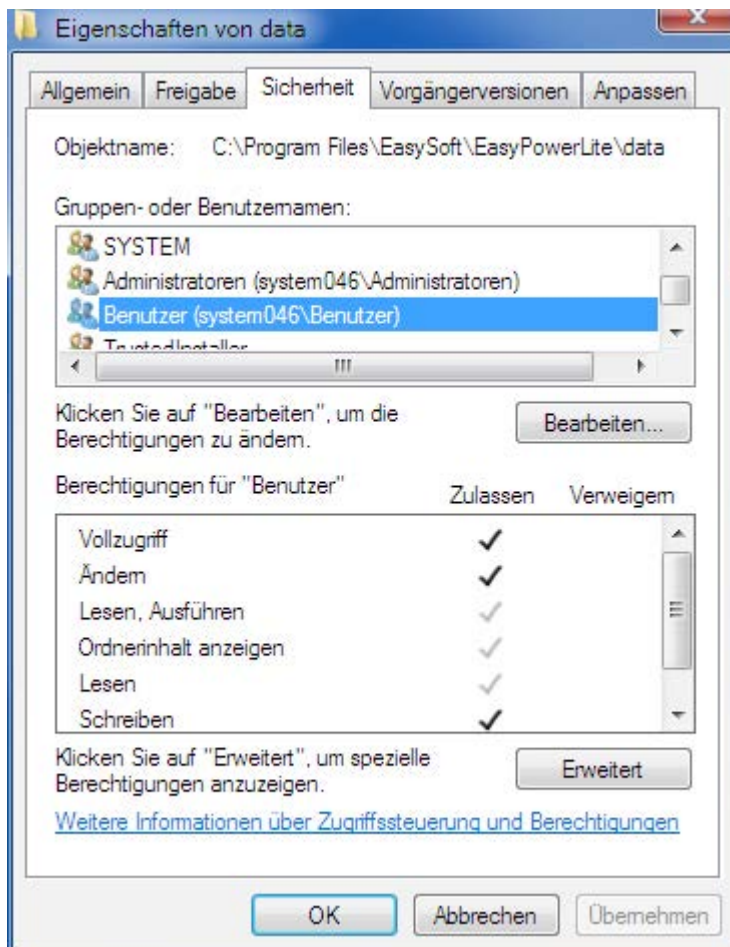 Eigenschaften von data
Allgemein Freigabe Sicherheit Vorgängerversionen Anpassen
Objektname: C:\Program Files\EasySoft\EasyPowerLite\data
Gruppen- oder Benutzernamen:
SYSTEM
Administratoren (system046\Administratoren)
Benutzer (system046\Benutzer)
TrustedInstaller
Klicken Sie auf "Bearbeiten", um die
Berechtigungen zu ändern.
Bearbeiten...
Berechtigungen für "Benutzer" Zulassen Verweigern
Vollzugriff
Ändern
Lesen, Ausführen
Ordnerinhalt anzeigen
Lesen
Schreiben
Klicken Sie auf "Erweitert", um spezielle
Berechtigungen anzuzeigen.
Erweitert
Weitere Informationen über Zugriffssteuerung und Berechtigungen
OK Abbrechen Übernehmen